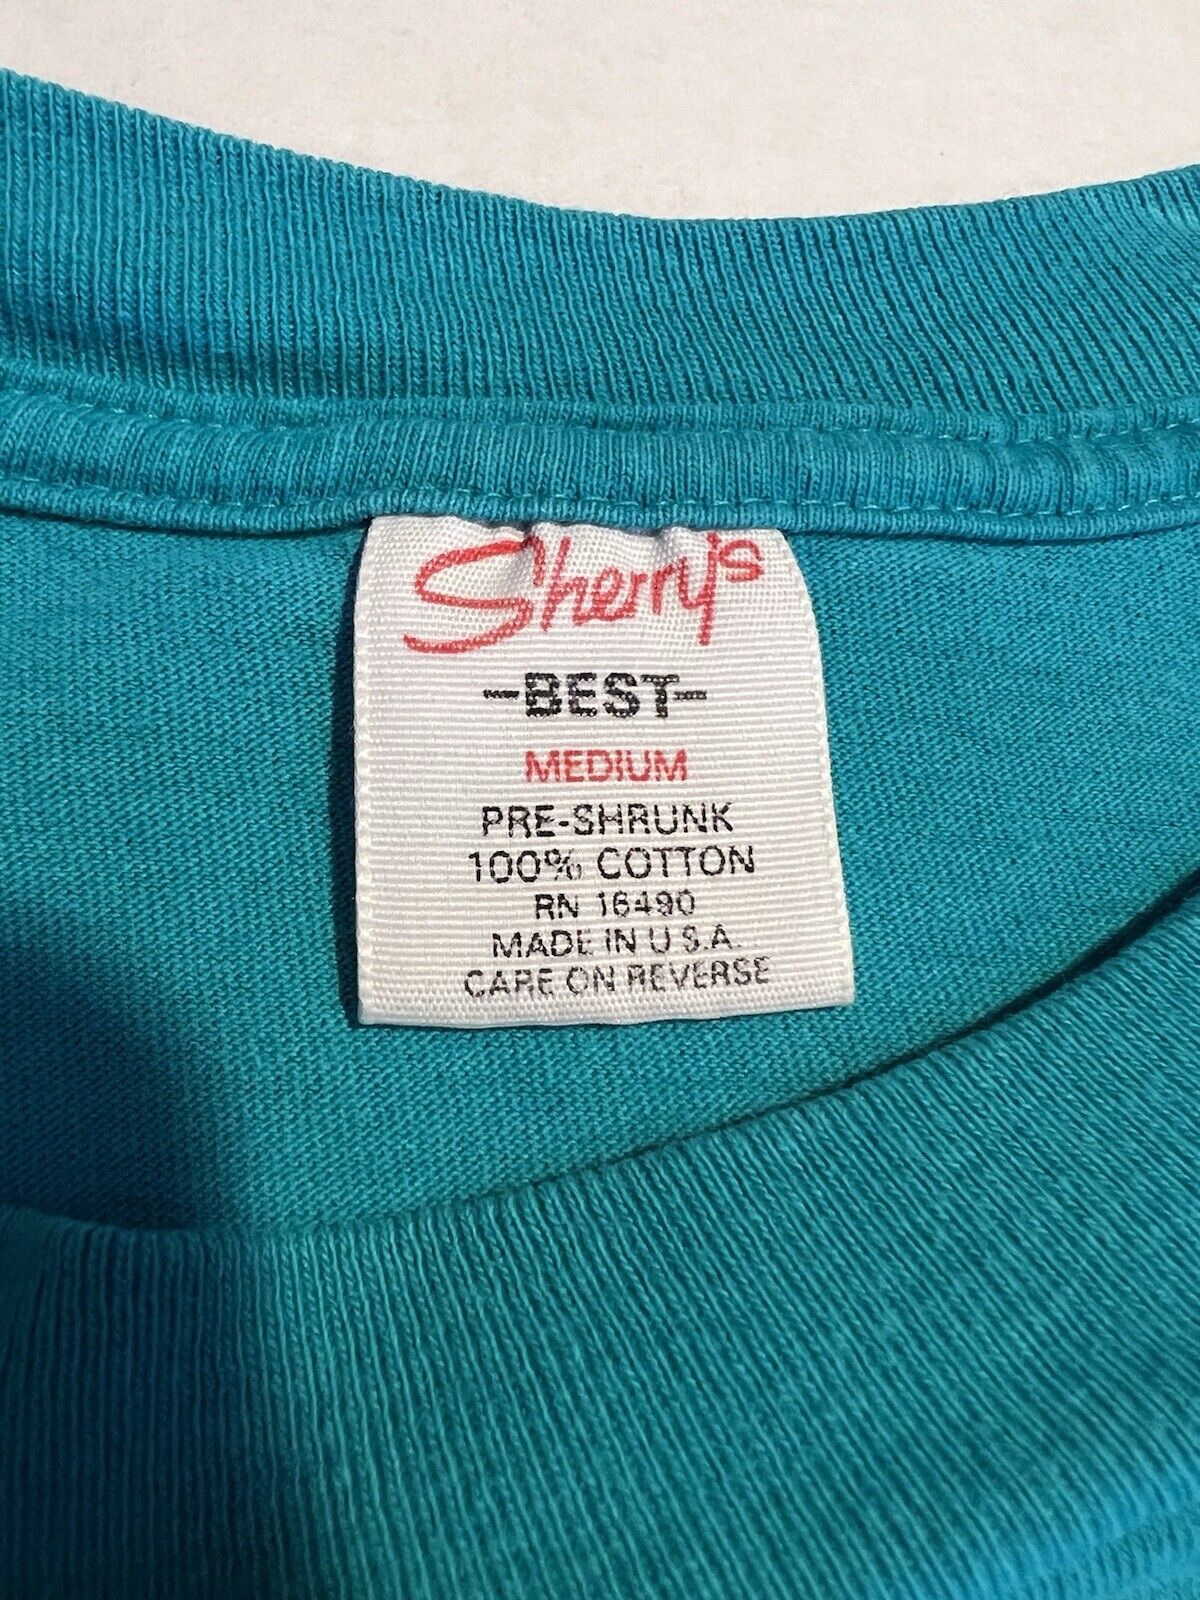 Sherry's
-BEST-
MEDIUM
PRE-SHRUNK
100% COTTON
RN 16490
MADE IN U.S.A.
CARE ON REVERSE